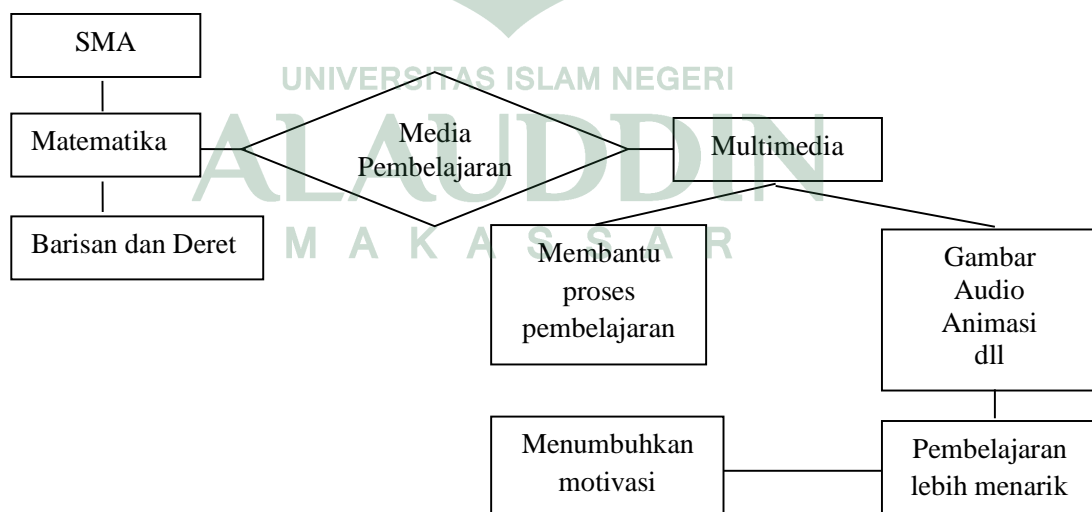 SMA
UNIVERSITAS ISLAM NEGERI
ALAUDDIN
MAKASSAR
Matematika
Media
Pembelajaran
Multimedia
Barisan dan Deret
Membantu
proses
pembelajaran
Gambar
Audio
Animasi
dll
Menumbuhkan
motivasi
Pembelajaran
lebih menarik